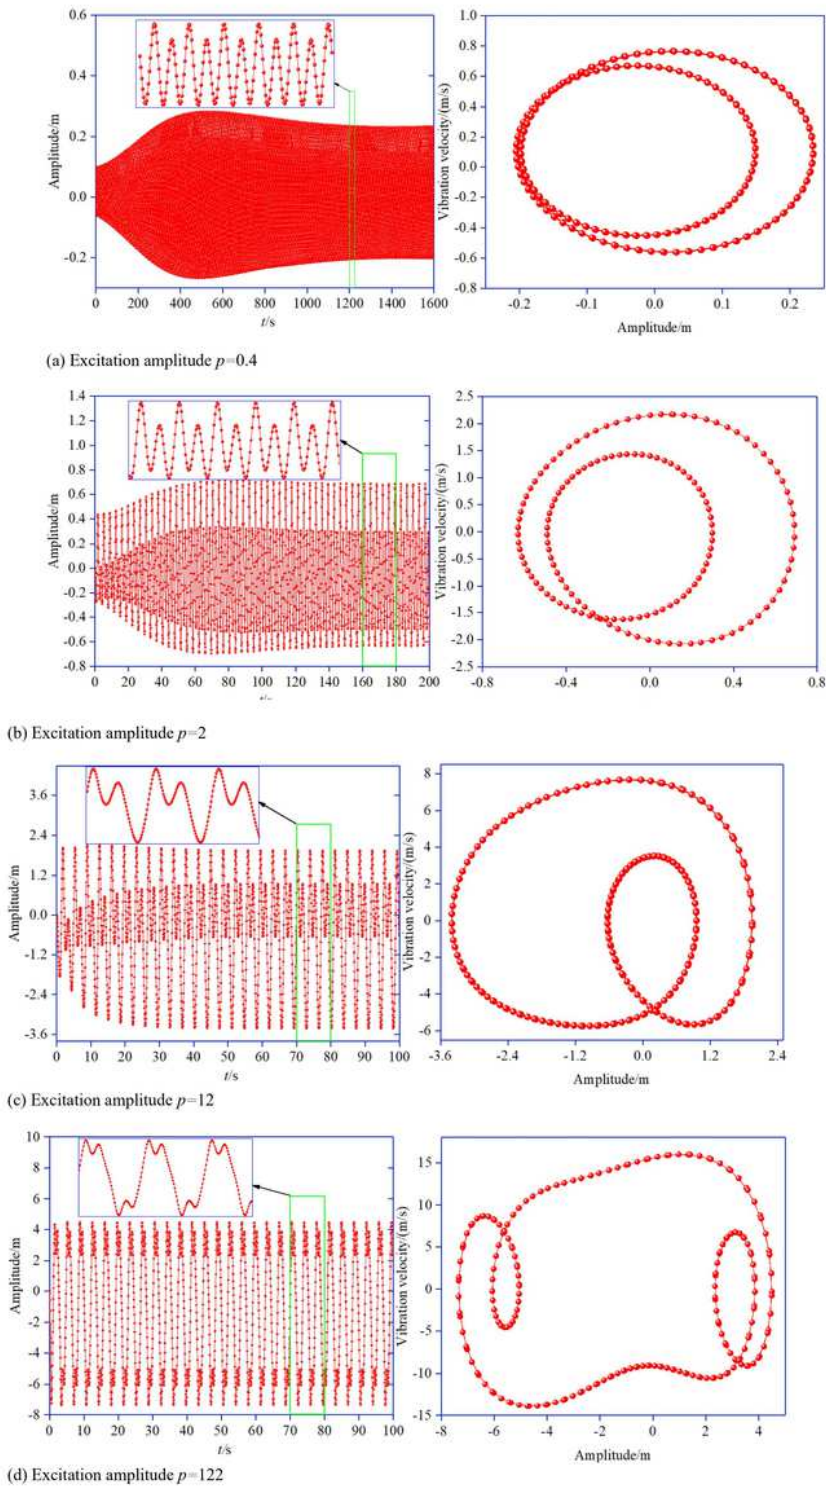 0.6
0.4
0.2
0.0
-0.2
Amplitude/m
0 200 400 600 800 1000 1200 1400 1600
t/s
1.0
0.8
0.6
0.4
0.2
0.0
-0.2
-0.4
-0.6
-0.8
Vibration velocity/(m/s)
-0.2 -0.1 0.0 0.1 0.2
Amplitude/m
(a) Excitation amplitude p=0.4
1.4
1.2
1.0
0.8
0.6
0.4
0.2
0.0
-0.2
-0.4
-0.6
-0.8
Amplitude/m
0 20 40 60 80 100 120 140 160 180 200
2.5
2.0
1.5
1.0
0.5
0.0
-0.5
-1.0
-1.5
-2.0
-2.5
Vibration velocity/(m/s)
-0.8 -0.4 0.0 0.4 0.8
(b) Excitation amplitude p=2
3.6
2.4
1.2
0.0
-1.2
-2.4
-3.6
Amplitude/m
0 10 20 30 40 50 60 70 80 90 100
t/s
8
6
4
2
0
-2
-4
-6
Vibration velocity/(m/s)
-3.6 -2.4 -1.2 0.0 1.2 2.4
Amplitude/m
(c) Excitation amplitude p=12
10
8
6
4
2
0
-2
-4
-6
-8
Amplitude/m
0 10 20 30 40 50 60 70 80 90 100
t/s
15
10
5
0
-5
-10
-15
Vibration velocity/(m/s)
-8 -6 -4 -2 0 2 4
Amplitude/m
(d) Excitation amplitude p=122